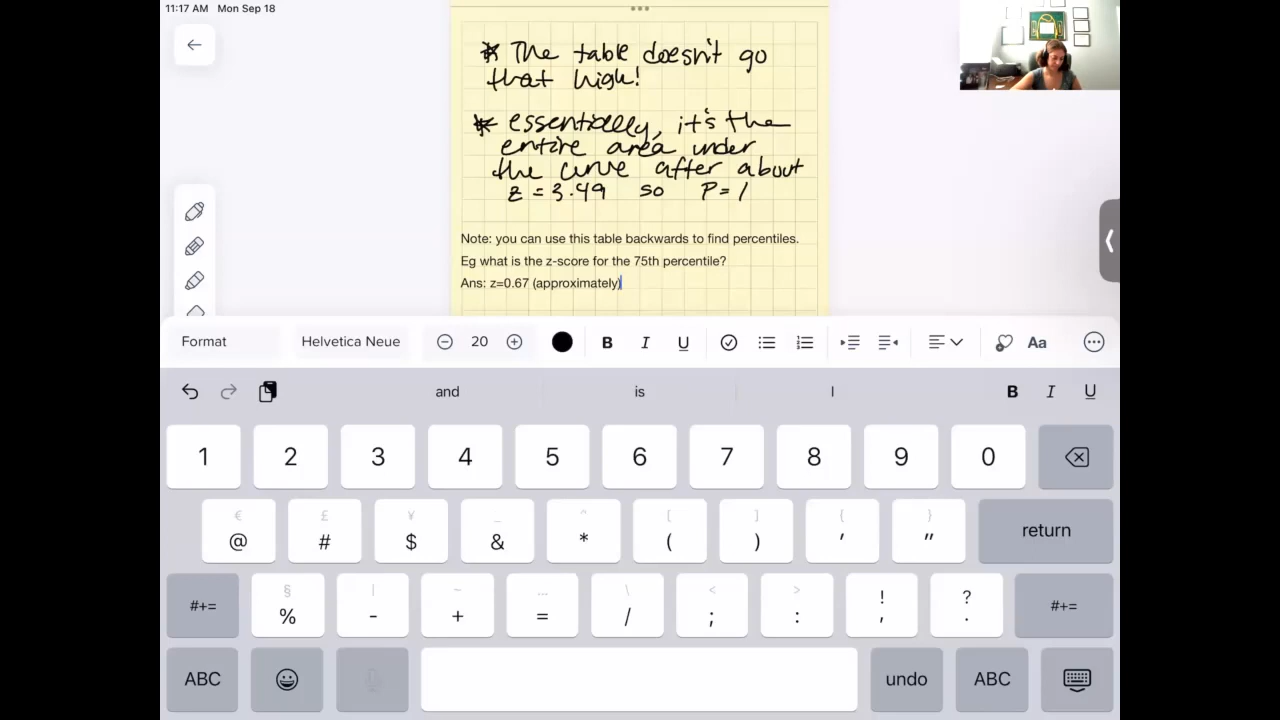 11:17 AM Mon Sep 18
* The table doesn't go
that high!
* essentially, it's the
entire area under
the curve after about
z = 3.49 so P = 1
Note: you can use this table backwards to find percentiles.
Eg what is the z-score for the 75th percentile?
Ans: z=0.67 (approximately)
Format Helvetica Neue 20 B I U Aa
and is I B I U
1 2 3 4 5 6 7 8 9 0
€ £ ¥ _ ^ [ ] { }
@ # $ & * ( ) ' " return
§ | ~ … \ < > ! ?
#+= % - + = / ; : , . #+=
ABC undo ABC